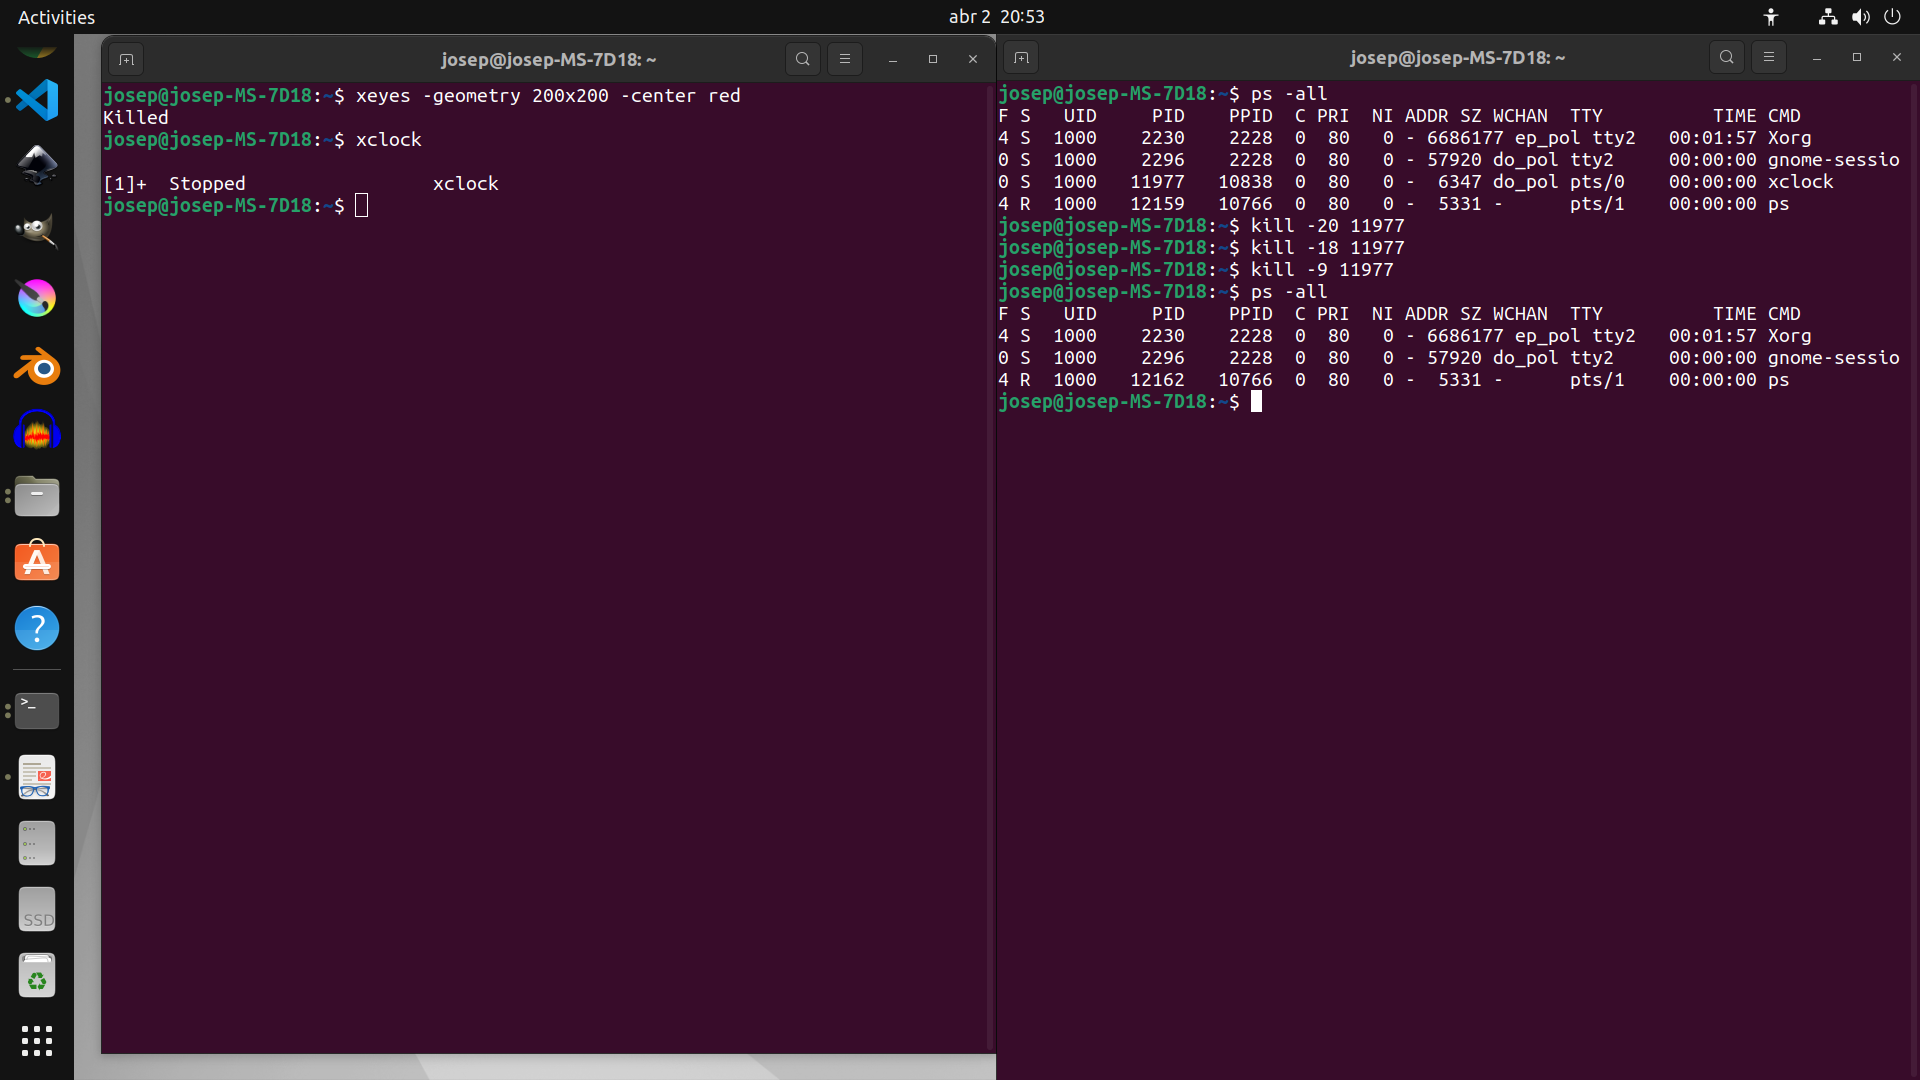 Activities
abr 2 20:53
josep@josep-MS-7D18: ~
josep@josep-MS-7D18:~$ xeyes -geometry 200x200 -center red
Killed
josep@josep-MS-7D18:~$ xclock
[1]+  Stopped                 xclock
josep@josep-MS-7D18:~$
josep@josep-MS-7D18: ~
josep@josep-MS-7D18:~$ ps -all
F S   UID     PID    PPID  C PRI  NI ADDR SZ WCHAN  TTY          TIME CMD
4 S  1000    2230    2228  0  80   0 - 6686177 ep_pol tty2   00:01:57 Xorg
0 S  1000    2296    2228  0  80   0 - 57920 do_pol tty2     00:00:00 gnome-sessio
0 S  1000   11977   10838  0  80   0 -  6347 do_pol pts/0    00:00:00 xclock
4 R  1000   12159   10766  0  80   0 -  5331 -      pts/1    00:00:00 ps
josep@josep-MS-7D18:~$ kill -20 11977
josep@josep-MS-7D18:~$ kill -18 11977
josep@josep-MS-7D18:~$ kill -9 11977
josep@josep-MS-7D18:~$ ps -all
F S   UID     PID    PPID  C PRI  NI ADDR SZ WCHAN  TTY          TIME CMD
4 S  1000    2230    2228  0  80   0 - 6686177 ep_pol tty2   00:01:57 Xorg
0 S  1000    2296    2228  0  80   0 - 57920 do_pol tty2     00:00:00 gnome-sessio
4 R  1000   12162   10766  0  80   0 -  5331 -      pts/1    00:00:00 ps
josep@josep-MS-7D18:~$
SSD